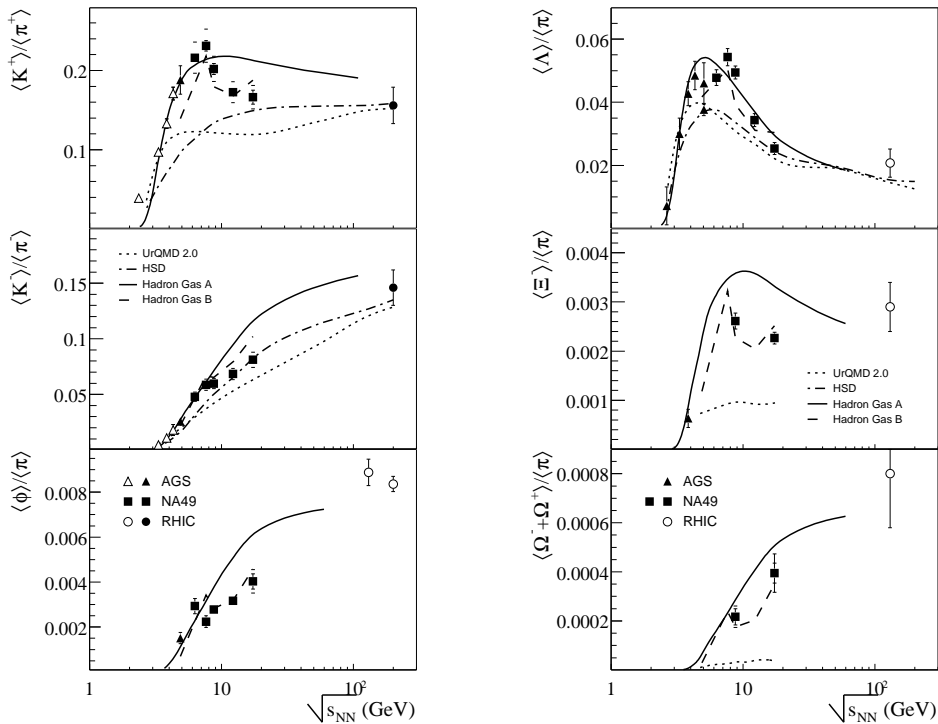 ⟨K⁺⟩/⟨π⁺⟩
0.2
0.1
⟨K⁻⟩/⟨π⁻⟩
0.15
0.1
0.05
UrQMD 2.0
HSD
Hadron Gas A
Hadron Gas B
⟨ϕ⟩/⟨π⟩
0.008
0.006
0.004
0.002
AGS
NA49
RHIC
1
10
10²
√s_NN (GeV)
⟨Λ⟩/⟨π⟩
0.06
0.04
0.02
⟨Ξ⁻⟩/⟨π⟩
0.004
0.003
0.002
0.001
UrQMD 2.0
HSD
Hadron Gas A
Hadron Gas B
⟨Ω⁻+Ω⁺⟩/⟨π⟩
0.0008
0.0006
0.0004
0.0002
AGS
NA49
RHIC
1
10
10²
√s_NN (GeV)